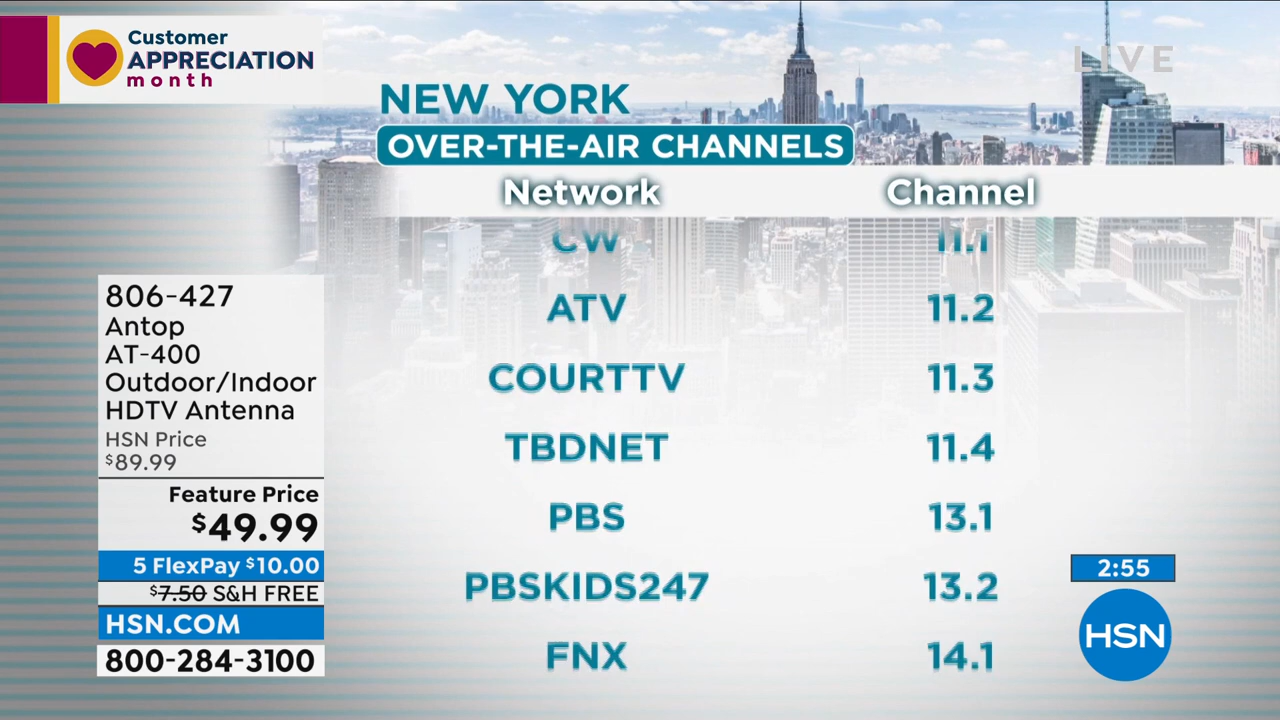 Customer
APPRECIATION
month
LIVE
NEW YORK
OVER-THE-AIR CHANNELS
Network Channel
CW 11.1
ATV 11.2
COURTTV 11.3
TBDNET 11.4
PBS 13.1
PBSKIDS247 13.2
FNX 14.1
806-427
Antop
AT-400
Outdoor/Indoor
HDTV Antenna
HSN Price
$89.99
Feature Price
$49.99
5 FlexPay $10.00
$7.50 S&H FREE
HSN.COM
800-284-3100
2:55
HSN